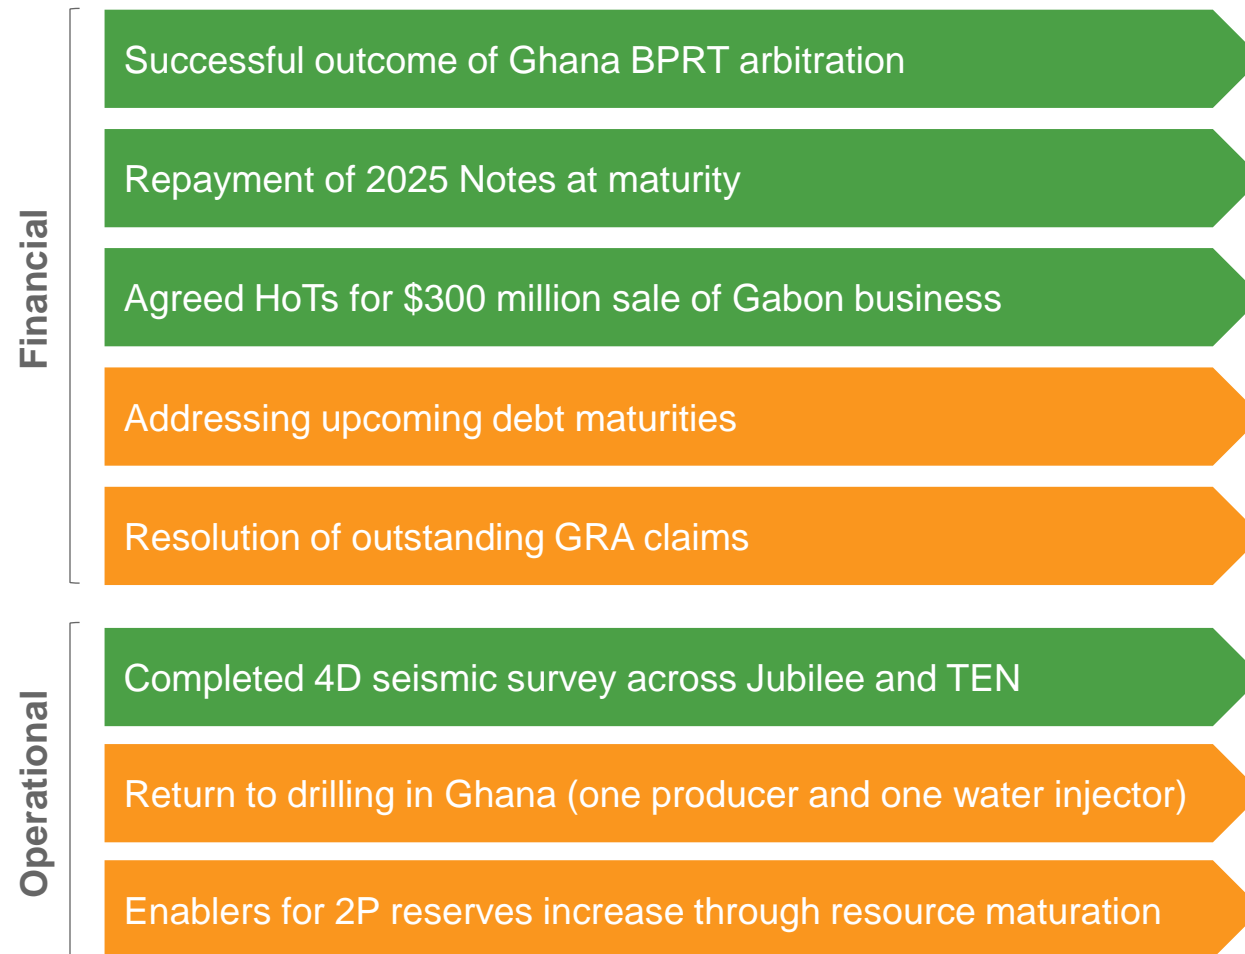 Financial
Successful outcome of Ghana BPRT arbitration
Repayment of 2025 Notes at maturity
Agreed HoTs for $300 million sale of Gabon business
Addressing upcoming debt maturities
Resolution of outstanding GRA claims
Operational
Completed 4D seismic survey across Jubilee and TEN
Return to drilling in Ghana (one producer and one water injector)
Enablers for 2P reserves increase through resource maturation